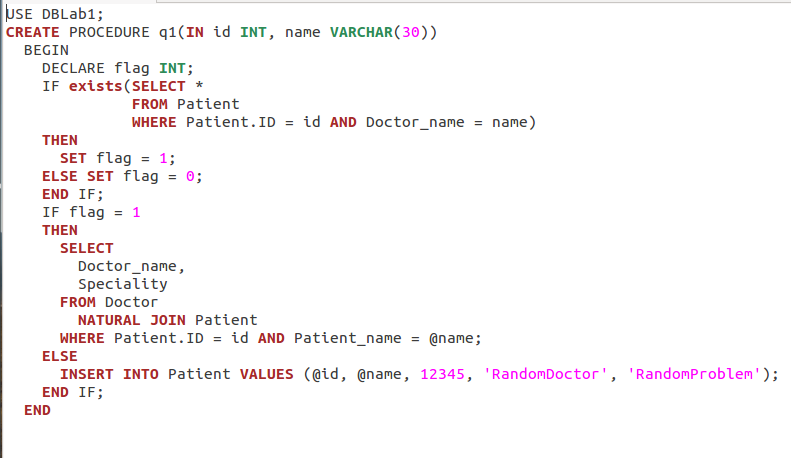 USE DBLab1;
CREATE PROCEDURE q1(IN id INT, name VARCHAR(30))
  BEGIN
    DECLARE flag INT;
    IF exists(SELECT *
              FROM Patient
              WHERE Patient.ID = id AND Doctor_name = name)
    THEN
      SET flag = 1;
    ELSE SET flag = 0;
    END IF;
    IF flag = 1
    THEN
      SELECT
        Doctor_name,
        Speciality
      FROM Doctor
        NATURAL JOIN Patient
      WHERE Patient.ID = id AND Patient_name = @name;
    ELSE
      INSERT INTO Patient VALUES (@id, @name, 12345, 'RandomDoctor', 'RandomProblem');
    END IF;
  END